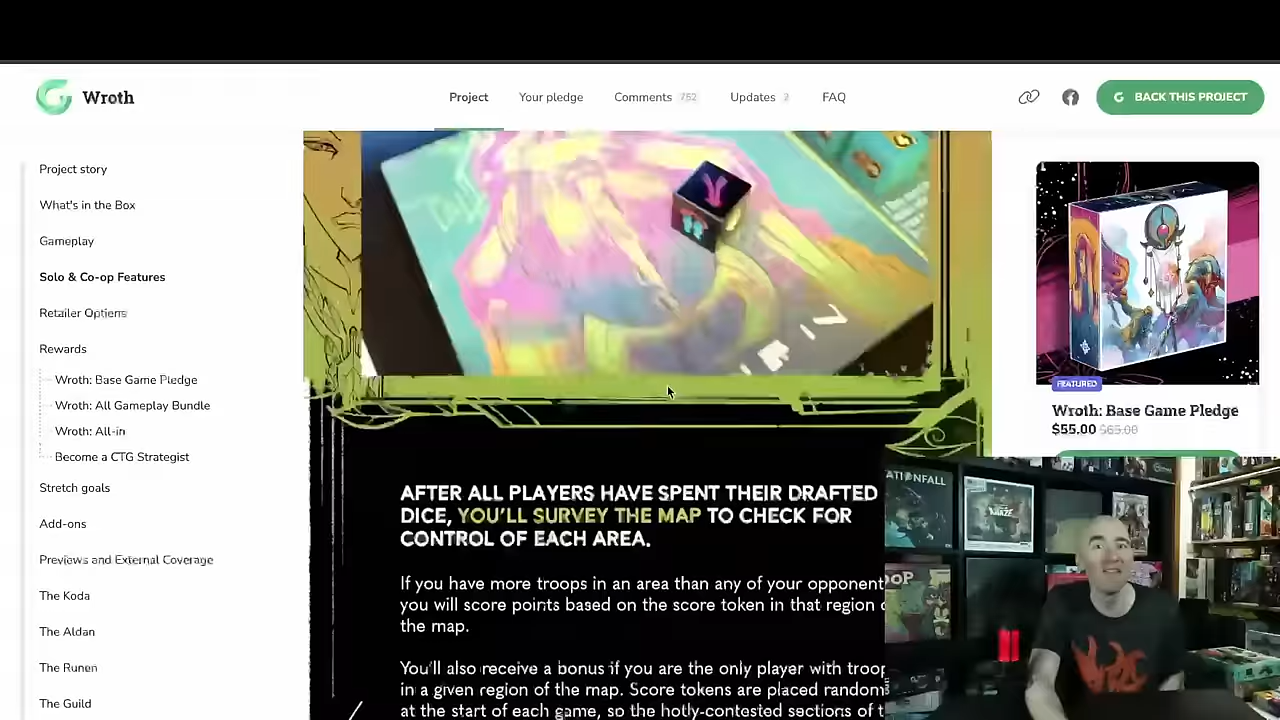 Wroth
Project
Your pledge
Comments 752
Updates 2
FAQ
BACK THIS PROJECT
Project story
What's in the Box
Gameplay
Solo & Co-op Features
Retailer Options
Rewards
Wroth: Base Game Pledge
Wroth: All Gameplay Bundle
Wroth: All-in
Become a CTG Strategist
Stretch goals
Add-ons
Previews and External Coverage
The Koda
The Aldan
The Runen
The Guild
AFTER ALL PLAYERS HAVE SPENT THEIR DRAFTED
DICE, YOU'LL SURVEY THE MAP TO CHECK FOR
CONTROL OF EACH AREA.
If you have more troops in an area than any of your opponent
you will score points based on the score token in that region
the map.
You'll also receive a bonus if you are the only player with troop
in a given region of the map. Score tokens are placed random
at the start of each game, so the hotly-contested sections of t
FEATURED
Wroth: Base Game Pledge
$55.00 $65.00